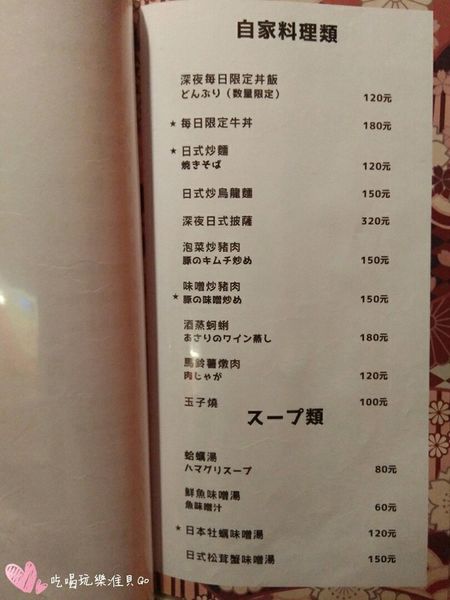 自家料理類
深夜每日限定丼飯
どんぶり（数量限定） 120元
★ 每日限定牛丼 180元
★ 日式炒麵
焼きそば 120元
日式炒烏龍麵 150元
深夜日式披薩 320元
泡菜炒豬肉
豚のキムチ炒め 150元
味噌炒豬肉
★ 豚の味噌炒め 150元
酒蒸蚵蜊
あさりのワイン蒸し 180元
馬鈴薯燉肉
肉じゃが 120元
玉子燒 100元
スープ類
蛤蠣湯
ハマグリスープ 80元
鮮魚味噌湯
魚味噌汁 60元
★ 日本牡蠣味噌湯 120元
日式松茸蟹味噌湯 150元
吃喝玩樂准貝Go